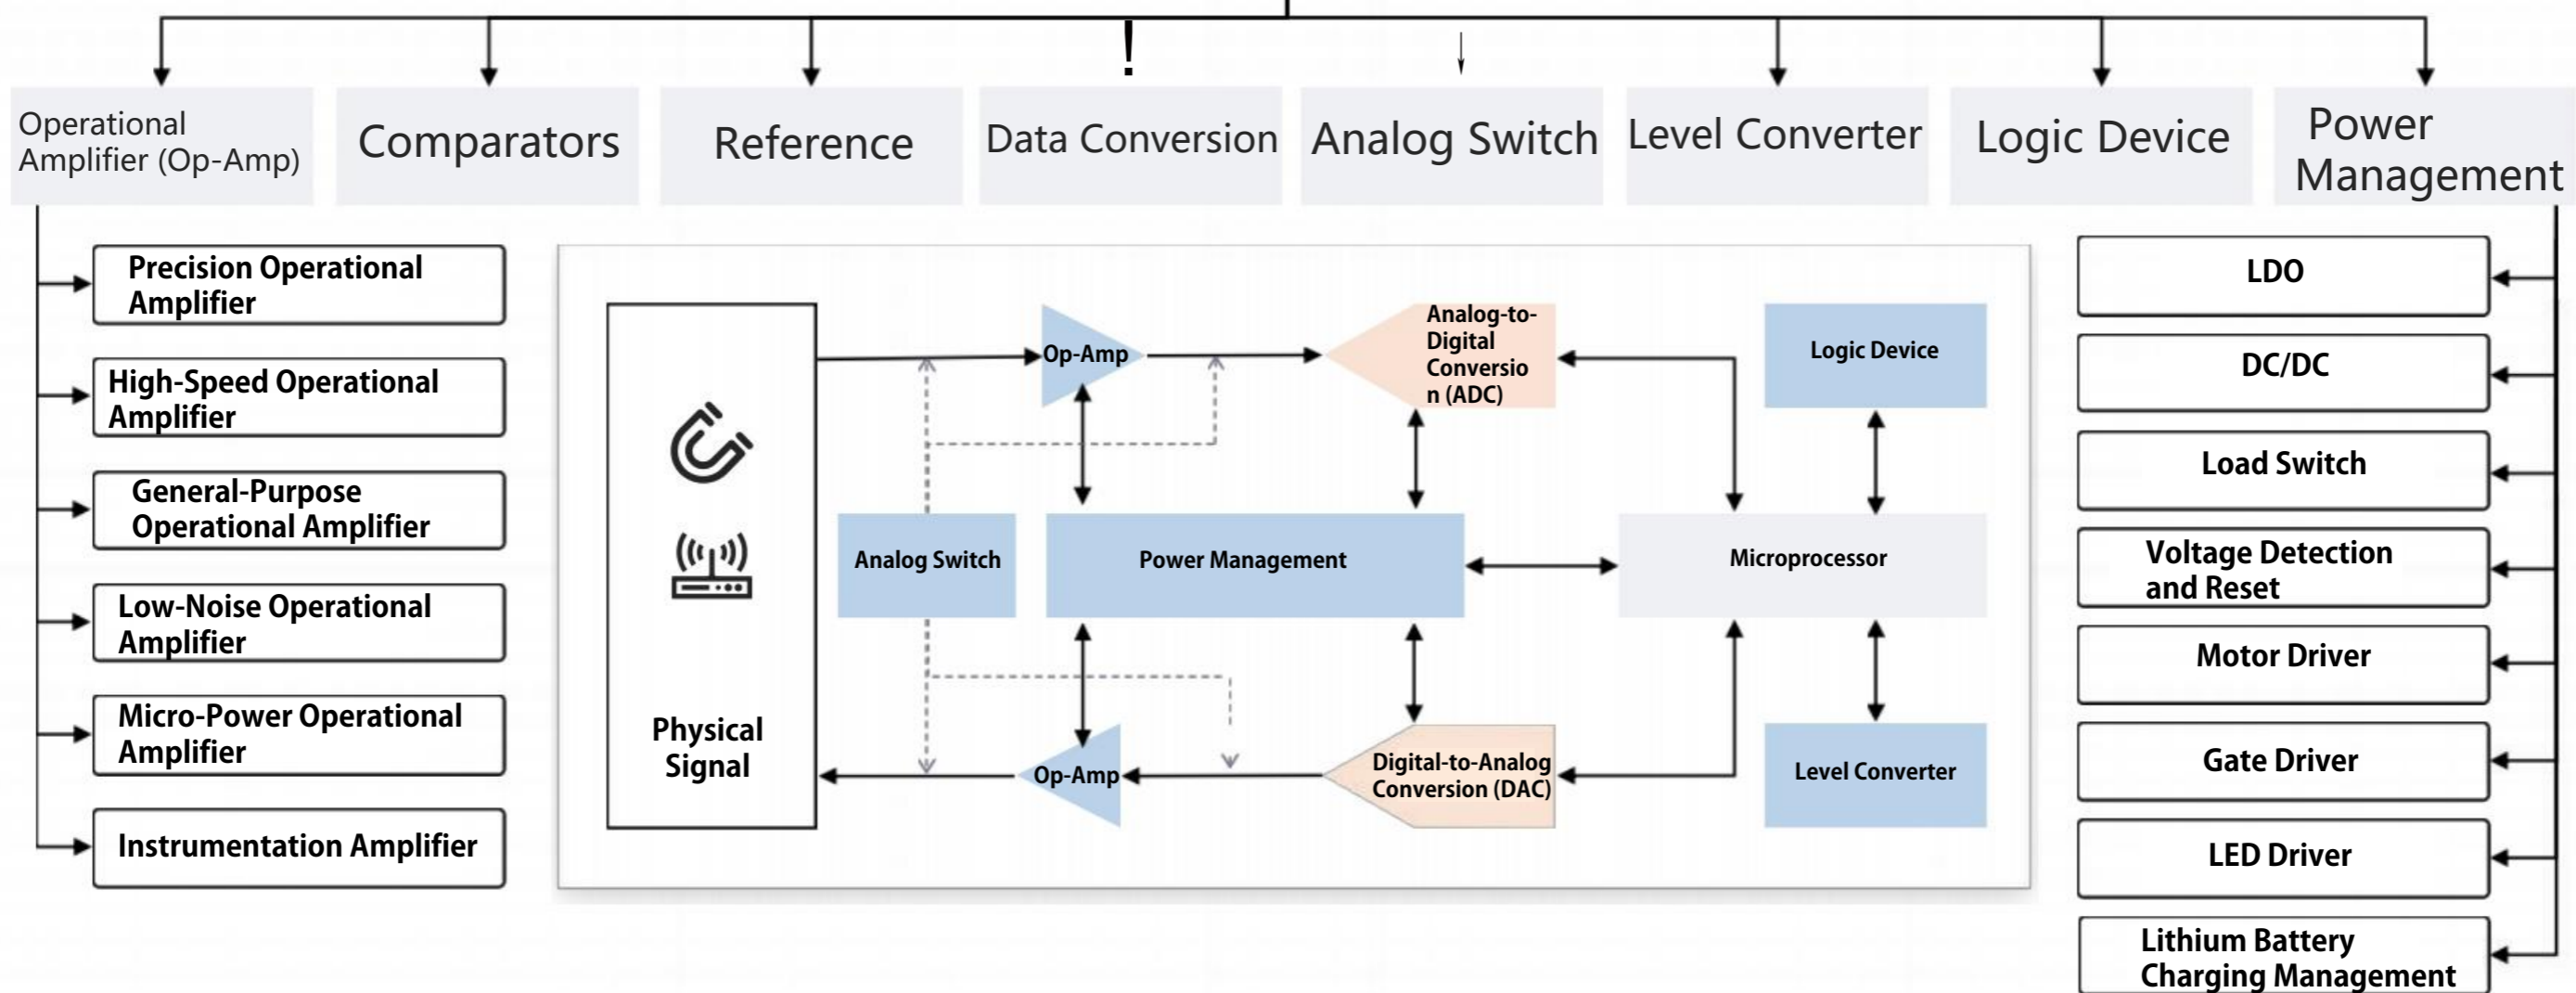 !
Operational
Amplifier (Op-Amp)
Comparators
Reference
Data Conversion
Analog Switch
Level Converter
Logic Device
Power
Management
Precision Operational
Amplifier
High-Speed Operational
Amplifier
General-Purpose
Operational Amplifier
Low-Noise Operational
Amplifier
Micro-Power Operational
Amplifier
Instrumentation Amplifier
Physical
Signal
Op-Amp
Analog-to-
Digital
Conversio
n (ADC)
Logic Device
Analog Switch
Power Management
Microprocessor
Op-Amp
Digital-to-Analog
Conversion (DAC)
Level Converter
LDO
DC/DC
Load Switch
Voltage Detection
and Reset
Motor Driver
Gate Driver
LED Driver
Lithium Battery
Charging Management